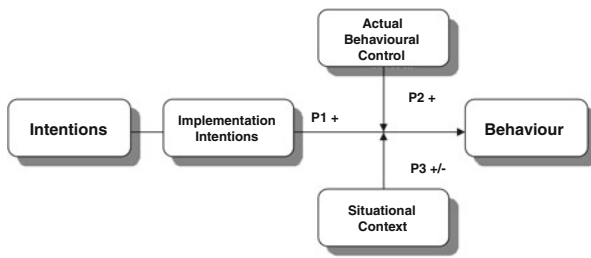 Actual
Behavioural
Control
P1 +
P2 +
Intentions
Implementation
Intentions
Behaviour
P3 +/-
Situational
Context